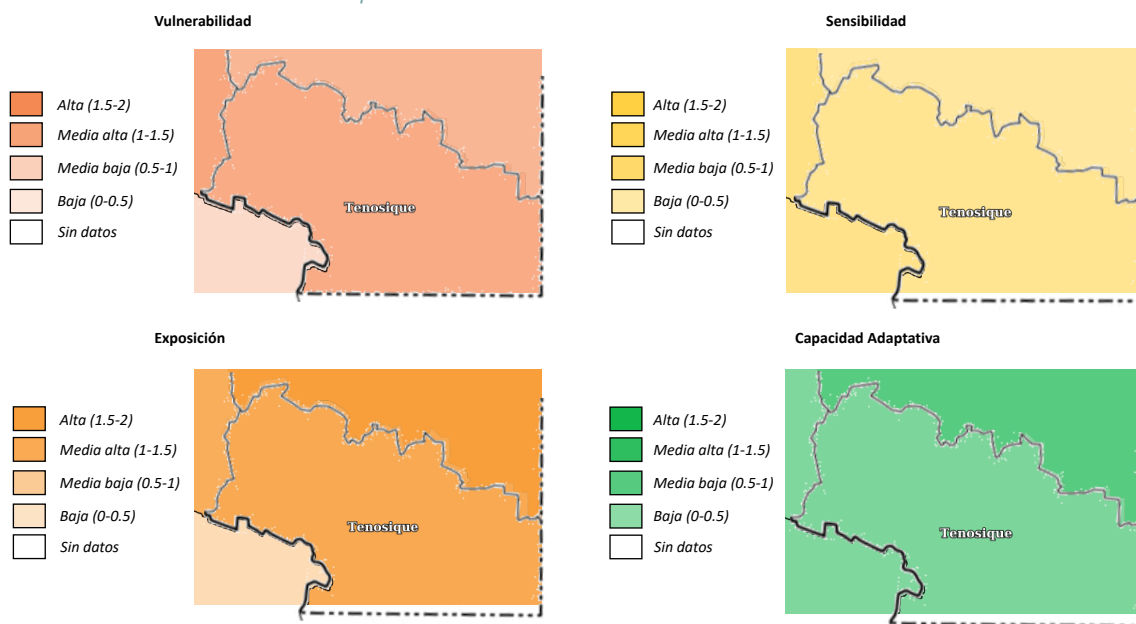 Vulnerabilidad
Alta (1.5-2)
Media alta (1-1.5)
Media baja (0.5-1)
Baja (0-0.5)
Sin datos
Tenosique
Sensibilidad
Alta (1.5-2)
Media alta (1-1.5)
Media baja (0.5-1)
Baja (0-0.5)
Sin datos
Tenosique
Exposición
Alta (1.5-2)
Media alta (1-1.5)
Media baja (0.5-1)
Baja (0-0.5)
Sin datos
Tenosique
Capacidad Adaptativa
Alta (1.5-2)
Media alta (1-1.5)
Media baja (0.5-1)
Baja (0-0.5)
Sin datos
Tenosique